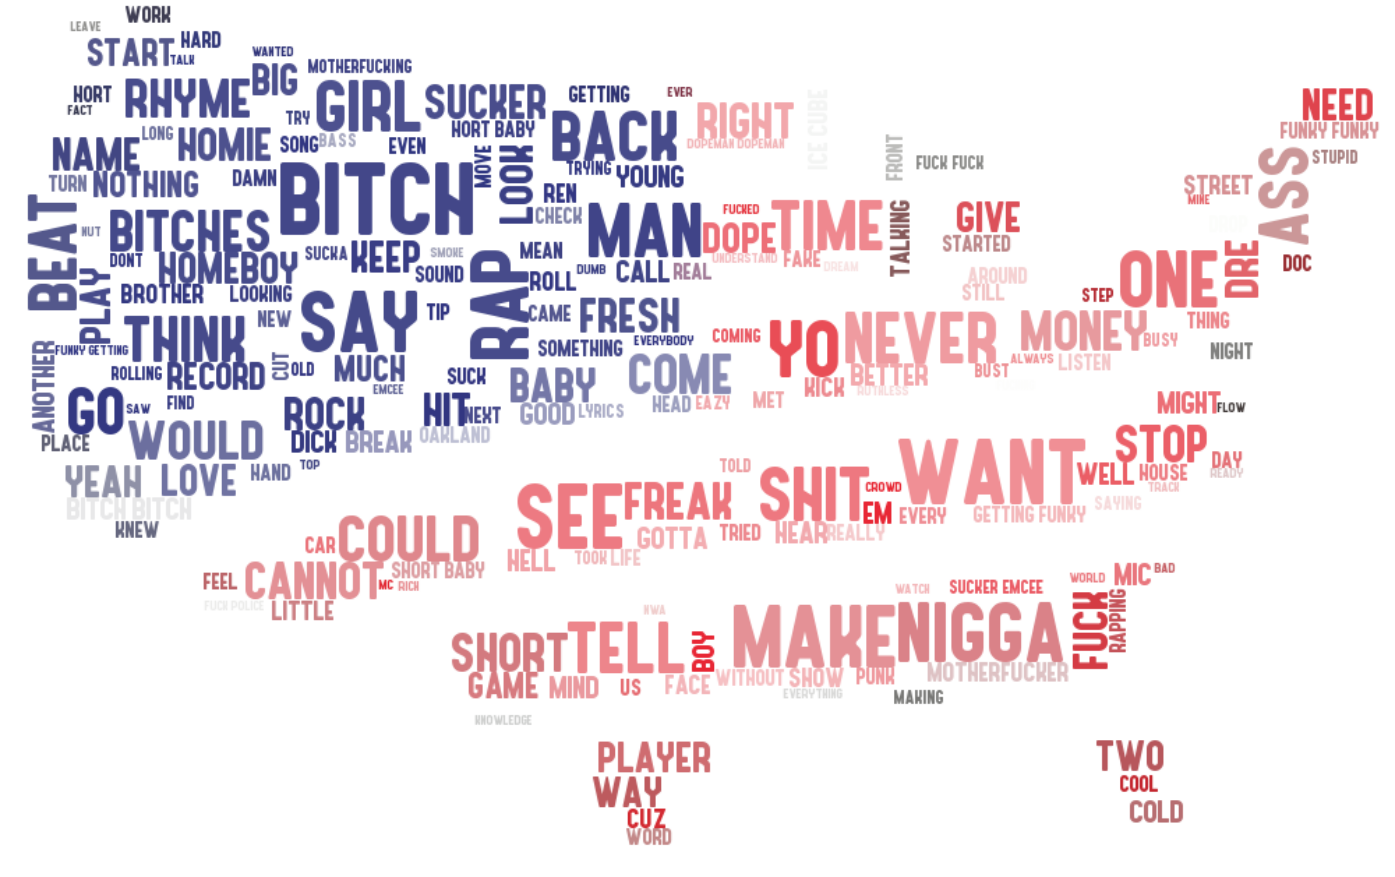 WORK
LEAVE
START
HARD
TALK
WANTED
BIG
MOTHERFUCKING
HORT
FACT
RHYME
TRY
GIRL
SUCKER
GETTING
EVER
RIGHT
DOPEMAN DOPEMAN
ICE CUBE
NEED
FUNKY FUNKY
STUPID
LONG
HOMIE
SONG
BASS
EVEN
HORT BABY
BACK
NAME
TURN
NOTHING
DAMN
BITCH
MOVE
LOOK
TRYING
YOUNG
REN
CHECK
FRONT
FUCK FUCK
STREET
MINE
ASS
BEAT
NUT
BITCHES
DONT
HOMEBOY
SUCKA
KEEP
SMOKE
SOUND
MEAN
MAN
FUCKED
DOPE
TIME
UNDERSTAND
FAKE
DREAM
TALKING
GIVE
STARTED
DRE
DOC
PLAY
BROTHER
LOOKING
RAP
ROLL
DUMB
CALL
REAL
AROUND
STILL
STEP
ONE
THING
NEW
SAY
TIP
CAME
FRESH
ANOTHER
FUNKY GETTING
THINK
CUT
OLD
MUCH
EMCEE
SOMETHING
EVERYBODY
COMING
YO
NEVER
MONEY
BUSY
NIGHT
ROLLING
RECORD
SUCK
BABY
COME
KICK
BETTER
RUTHLESS
BUST
ALWAYS
LISTEN
GO
SAW
FIND
ROCK
HIT
NEXT
GOOD
LYRICS
HEAD
EAZY
MET
MIGHT
FLOW
PLACE
WOULD
DICK
BREAK
OAKLAND
TOP
STOP
DAY
READY
YEAH
LOVE
HAND
BITCH BITCH
KNEW
TOLD
SHIT
CROWD
WANT
WELL
HOUSE
TRACK
SAYING
SEE
FREAK
EM
EVERY
GETTING FUNKY
CAR
COULD
GOTTA
TRIED
HEAR
REALLY
HELL
TOOK
LIFE
FEEL
CANNOT
SHORT BABY
MC
RICH
FUCK POLICE
LITTLE
WATCH
SUCKER EMCEE
WORLD
MIC
BAD
NWA
SHORT
TELL
BOY
MAKE
NIGGA
FUCK
RAPPING
GAME
MIND
US
FACE
WITHOUT
SHOW
PUNK
MOTHERFUCKER
EVERYTHING
MAKING
KNOWLEDGE
PLAYER
WAY
CUZ
WORD
TWO
COOL
COLD